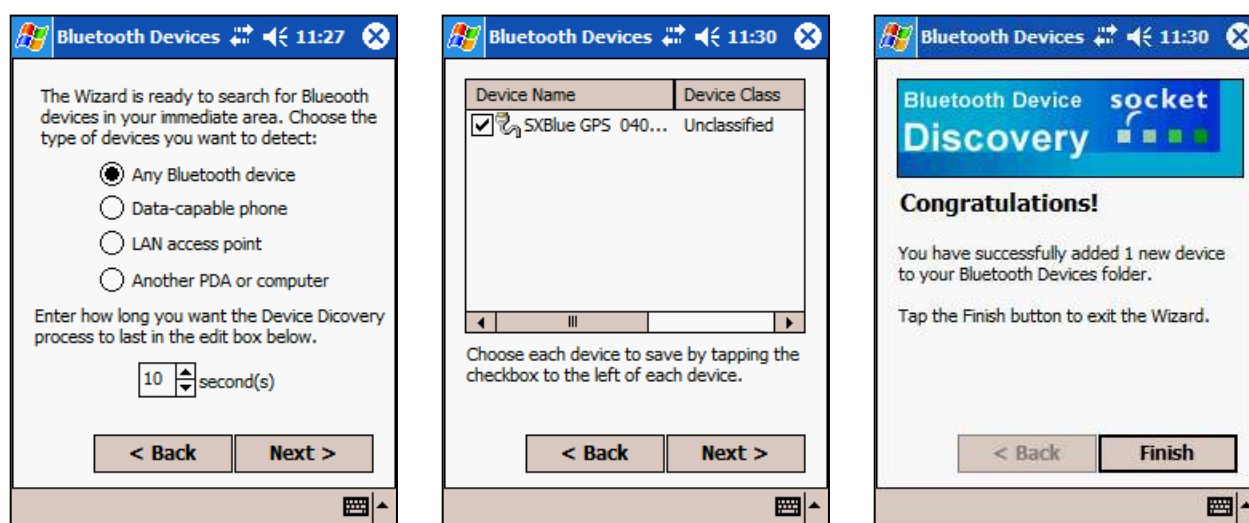 Bluetooth Devices 11:27
The Wizard is ready to search for Blueooth
devices in your immediate area. Choose the
type of devices you want to detect:
Any Bluetooth device
Data-capable phone
LAN access point
Another PDA or computer
Enter how long you want the Device Dicovery
process to last in the edit box below.
10 second(s)
< Back Next >
Bluetooth Devices 11:30
Device Name Device Class
SXBlue GPS 040... Unclassified
Choose each device to save by tapping the
checkbox to the left of each device.
< Back Next >
Bluetooth Devices 11:30
Bluetooth Device socket
Discovery
Congratulations!
You have successfully added 1 new device
to your Bluetooth Devices folder.
Tap the Finish button to exit the Wizard.
< Back Finish